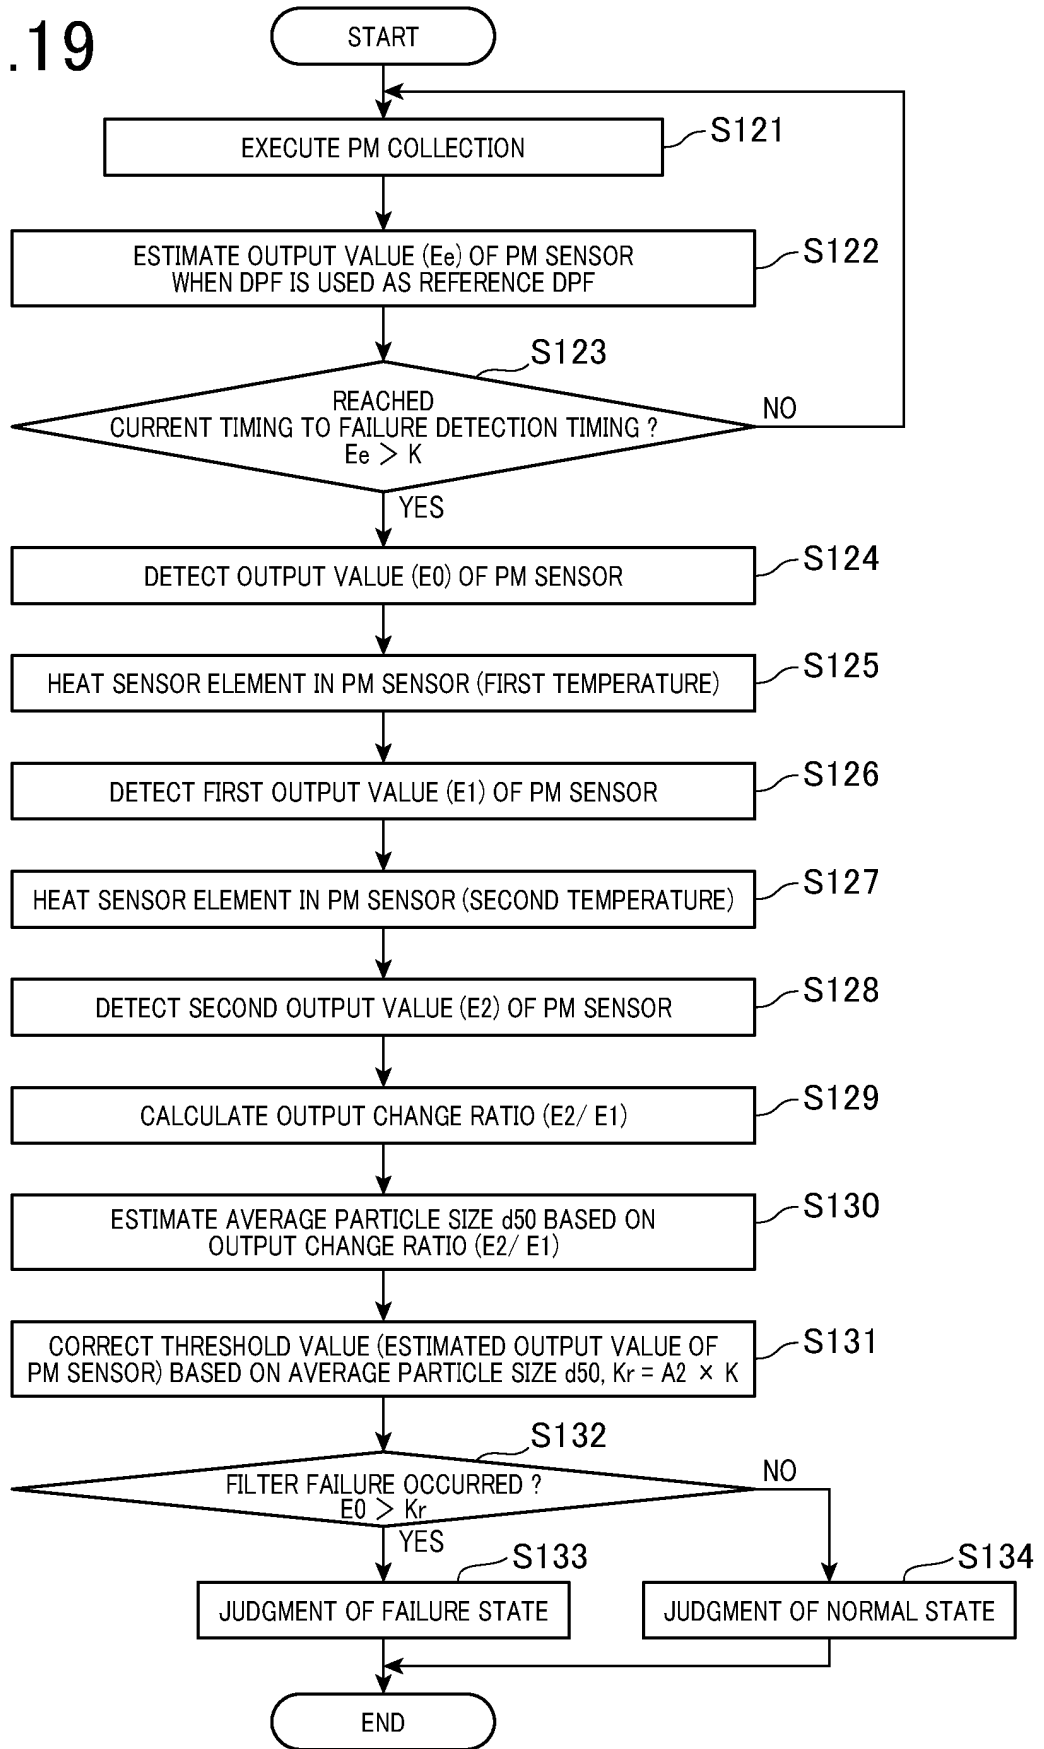 .19
START
EXECUTE PM COLLECTION
S121
ESTIMATE OUTPUT VALUE (Ee) OF PM SENSOR
WHEN DPF IS USED AS REFERENCE DPF
S122
S123
REACHED
CURRENT TIMING TO FAILURE DETECTION TIMING ?
Ee > K
NO
YES
DETECT OUTPUT VALUE (E0) OF PM SENSOR
S124
HEAT SENSOR ELEMENT IN PM SENSOR (FIRST TEMPERATURE)
S125
DETECT FIRST OUTPUT VALUE (E1) OF PM SENSOR
S126
HEAT SENSOR ELEMENT IN PM SENSOR (SECOND TEMPERATURE)
S127
DETECT SECOND OUTPUT VALUE (E2) OF PM SENSOR
S128
CALCULATE OUTPUT CHANGE RATIO (E2/ E1)
S129
ESTIMATE AVERAGE PARTICLE SIZE d50 BASED ON
OUTPUT CHANGE RATIO (E2/ E1)
S130
CORRECT THRESHOLD VALUE (ESTIMATED OUTPUT VALUE OF
PM SENSOR) BASED ON AVERAGE PARTICLE SIZE d50, Kr = A2 × K
S131
S132
FILTER FAILURE OCCURRED ?
E0 > Kr
NO
YES
S133
JUDGMENT OF FAILURE STATE
S134
JUDGMENT OF NORMAL STATE
END